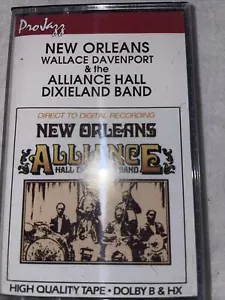 ProJazz
NEW ORLEANS
WALLACE DAVENPORT
& the
ALLIANCE HALL
DIXIELAND BAND
DIRECT TO DIGITAL RECORDING
NEW ORLEANS
ALLIANCE
HALL DIXIELAND BAND
HIGH QUALITY TAPE • DOLBY B & HX